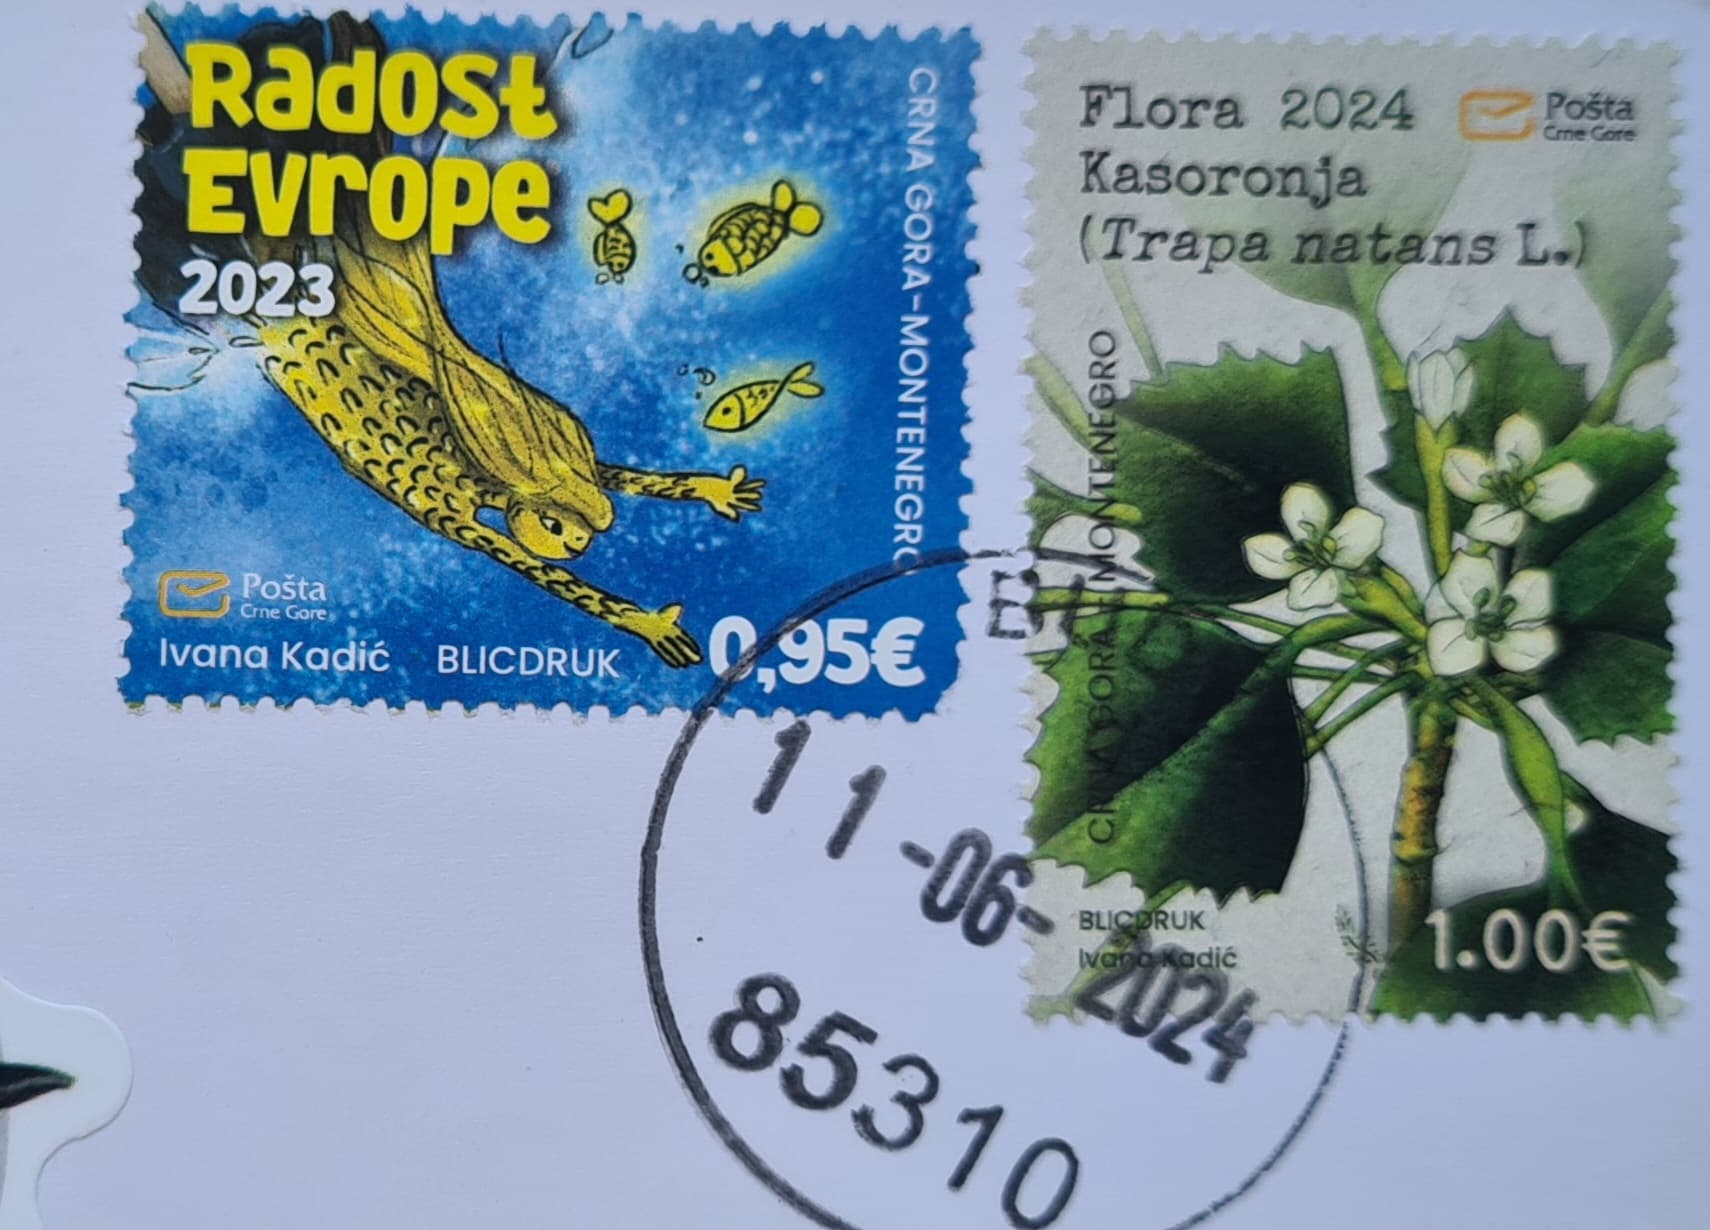 Radost
Evrope
2023
CRNA GORA-MONTENEGRO
Pošta
Crne Gore
Ivana Kadić BLICDRUK 0,95€
Flora 2024
Kasoronja
(Trapa natans L.)
Pošta
Crne Gore
CRNA GORA-MONTENEGRO
BLICDRUK
Ivana Kadić
1.00€
11-06-2024
85310